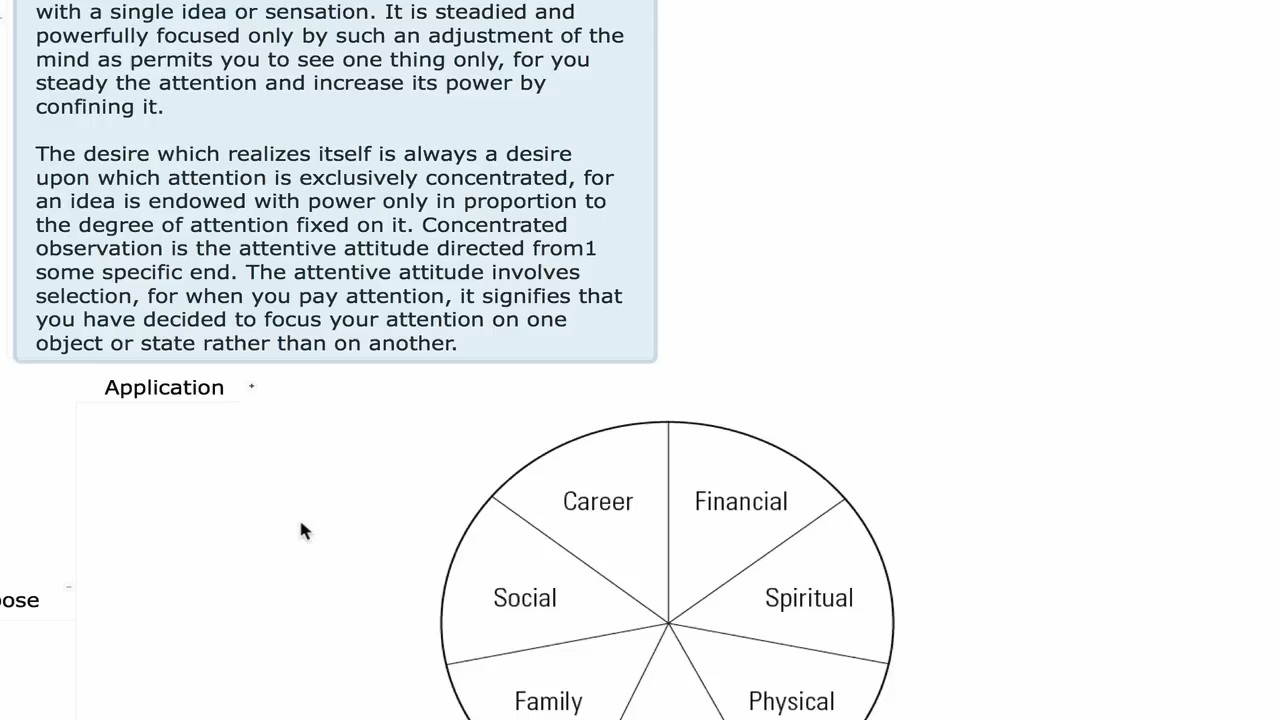 with a single idea or sensation. It is steadied and
powerfully focused only by such an adjustment of the
mind as permits you to see one thing only, for you
steady the attention and increase its power by
confining it.
The desire which realizes itself is always a desire
upon which attention is exclusively concentrated, for
an idea is endowed with power only in proportion to
the degree of attention fixed on it. Concentrated
observation is the attentive attitude directed from1
some specific end. The attentive attitude involves
selection, for when you pay attention, it signifies that
you have decided to focus your attention on one
object or state rather than on another.
Application
Career
Financial
Social
Spiritual
ose
Family
Physical